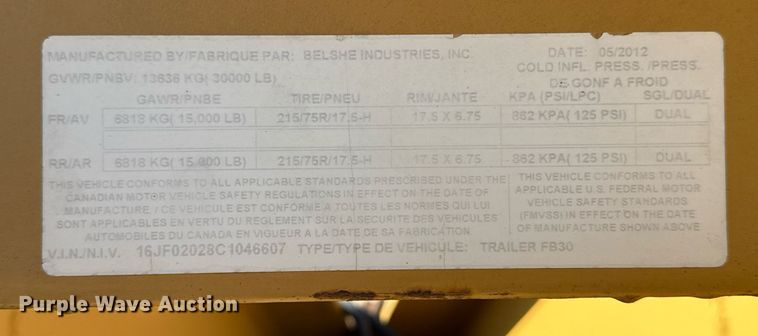 MANUFACTURED BY/FABRIQUE PAR: BELSHE INDUSTRIES, INC. DATE: 05/2012
GVWR/PNBV: 13636 KG( 30000 LB) COLD INFL. PRESS. /PRESS.
DE GONF A FROID
GAWR/PNBE TIRE/PNEU RIM/JANTE KPA (PSI/LPC) SGL/DUAL
FR/AV 6818 KG( 15,000 LB) 215/75R/17.5-H 17.5 X 6.75 862 KPA( 125 PSI) DUAL
RR/AR 6818 KG( 15,000 LB) 215/75R/17.5-H 17.5 X 6.75 862 KPA( 125 PSI) DUAL
THIS VEHICLE CONFORMS TO ALL APPLICABLE STANDARDS PRESCRIBED UNDER THE
CANADIAN MOTOR VEHICLE SAFETY REGULATIONS IN EFFECT ON THE DATE OF
MANUFACTURE / CE VEHICULE EST CONFORME A TOUTES LES NORMES QUI LUI
SONT APPLICABLES EN VERTU DU REGLEMENT SUR LA SECURITE DES VEHICULES
AUTOMOBILES DU CANADA EN VIGUEUR A LA DATE DE SA FABRICATION.
THIS VEHICLE CONFORMS TO ALL
APPLICABLE U.S. FEDERAL MOTOR
VEHICLE SAFETY STANDARDS
(FMVSS) IN EFFECT ON THE DATE
OF MANUFACTURE SHOWN ABOVE
V.I.N./N.I.V. 16JF02028C1046607 TYPE/TYPE DE VEHICULE: TRAILER FB30
Purple Wave Auction